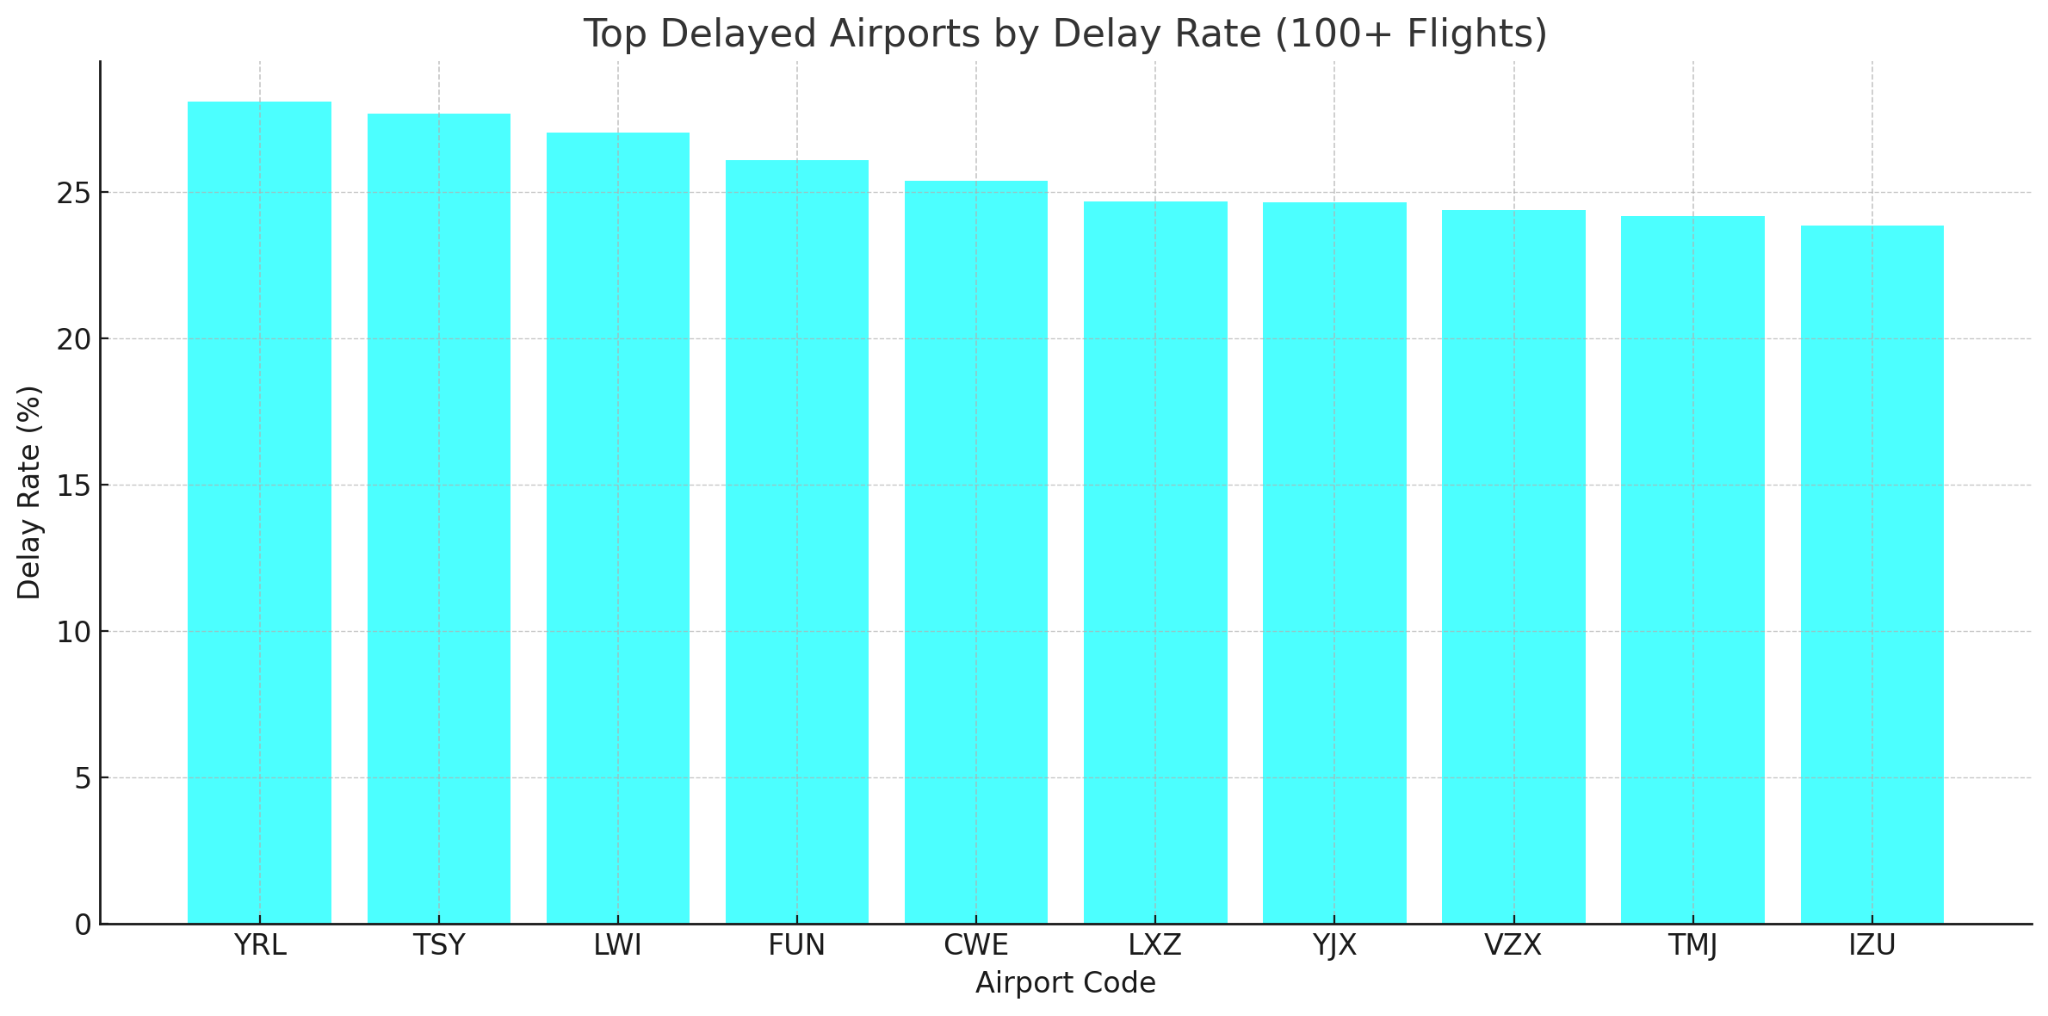 Top Delayed Airports by Delay Rate (100+ Flights)
Delay Rate (%)
25
20
15
10
5
0
YRL TSY LWI FUN CWE LXZ YJX VZX TMJ IZU
Airport Code